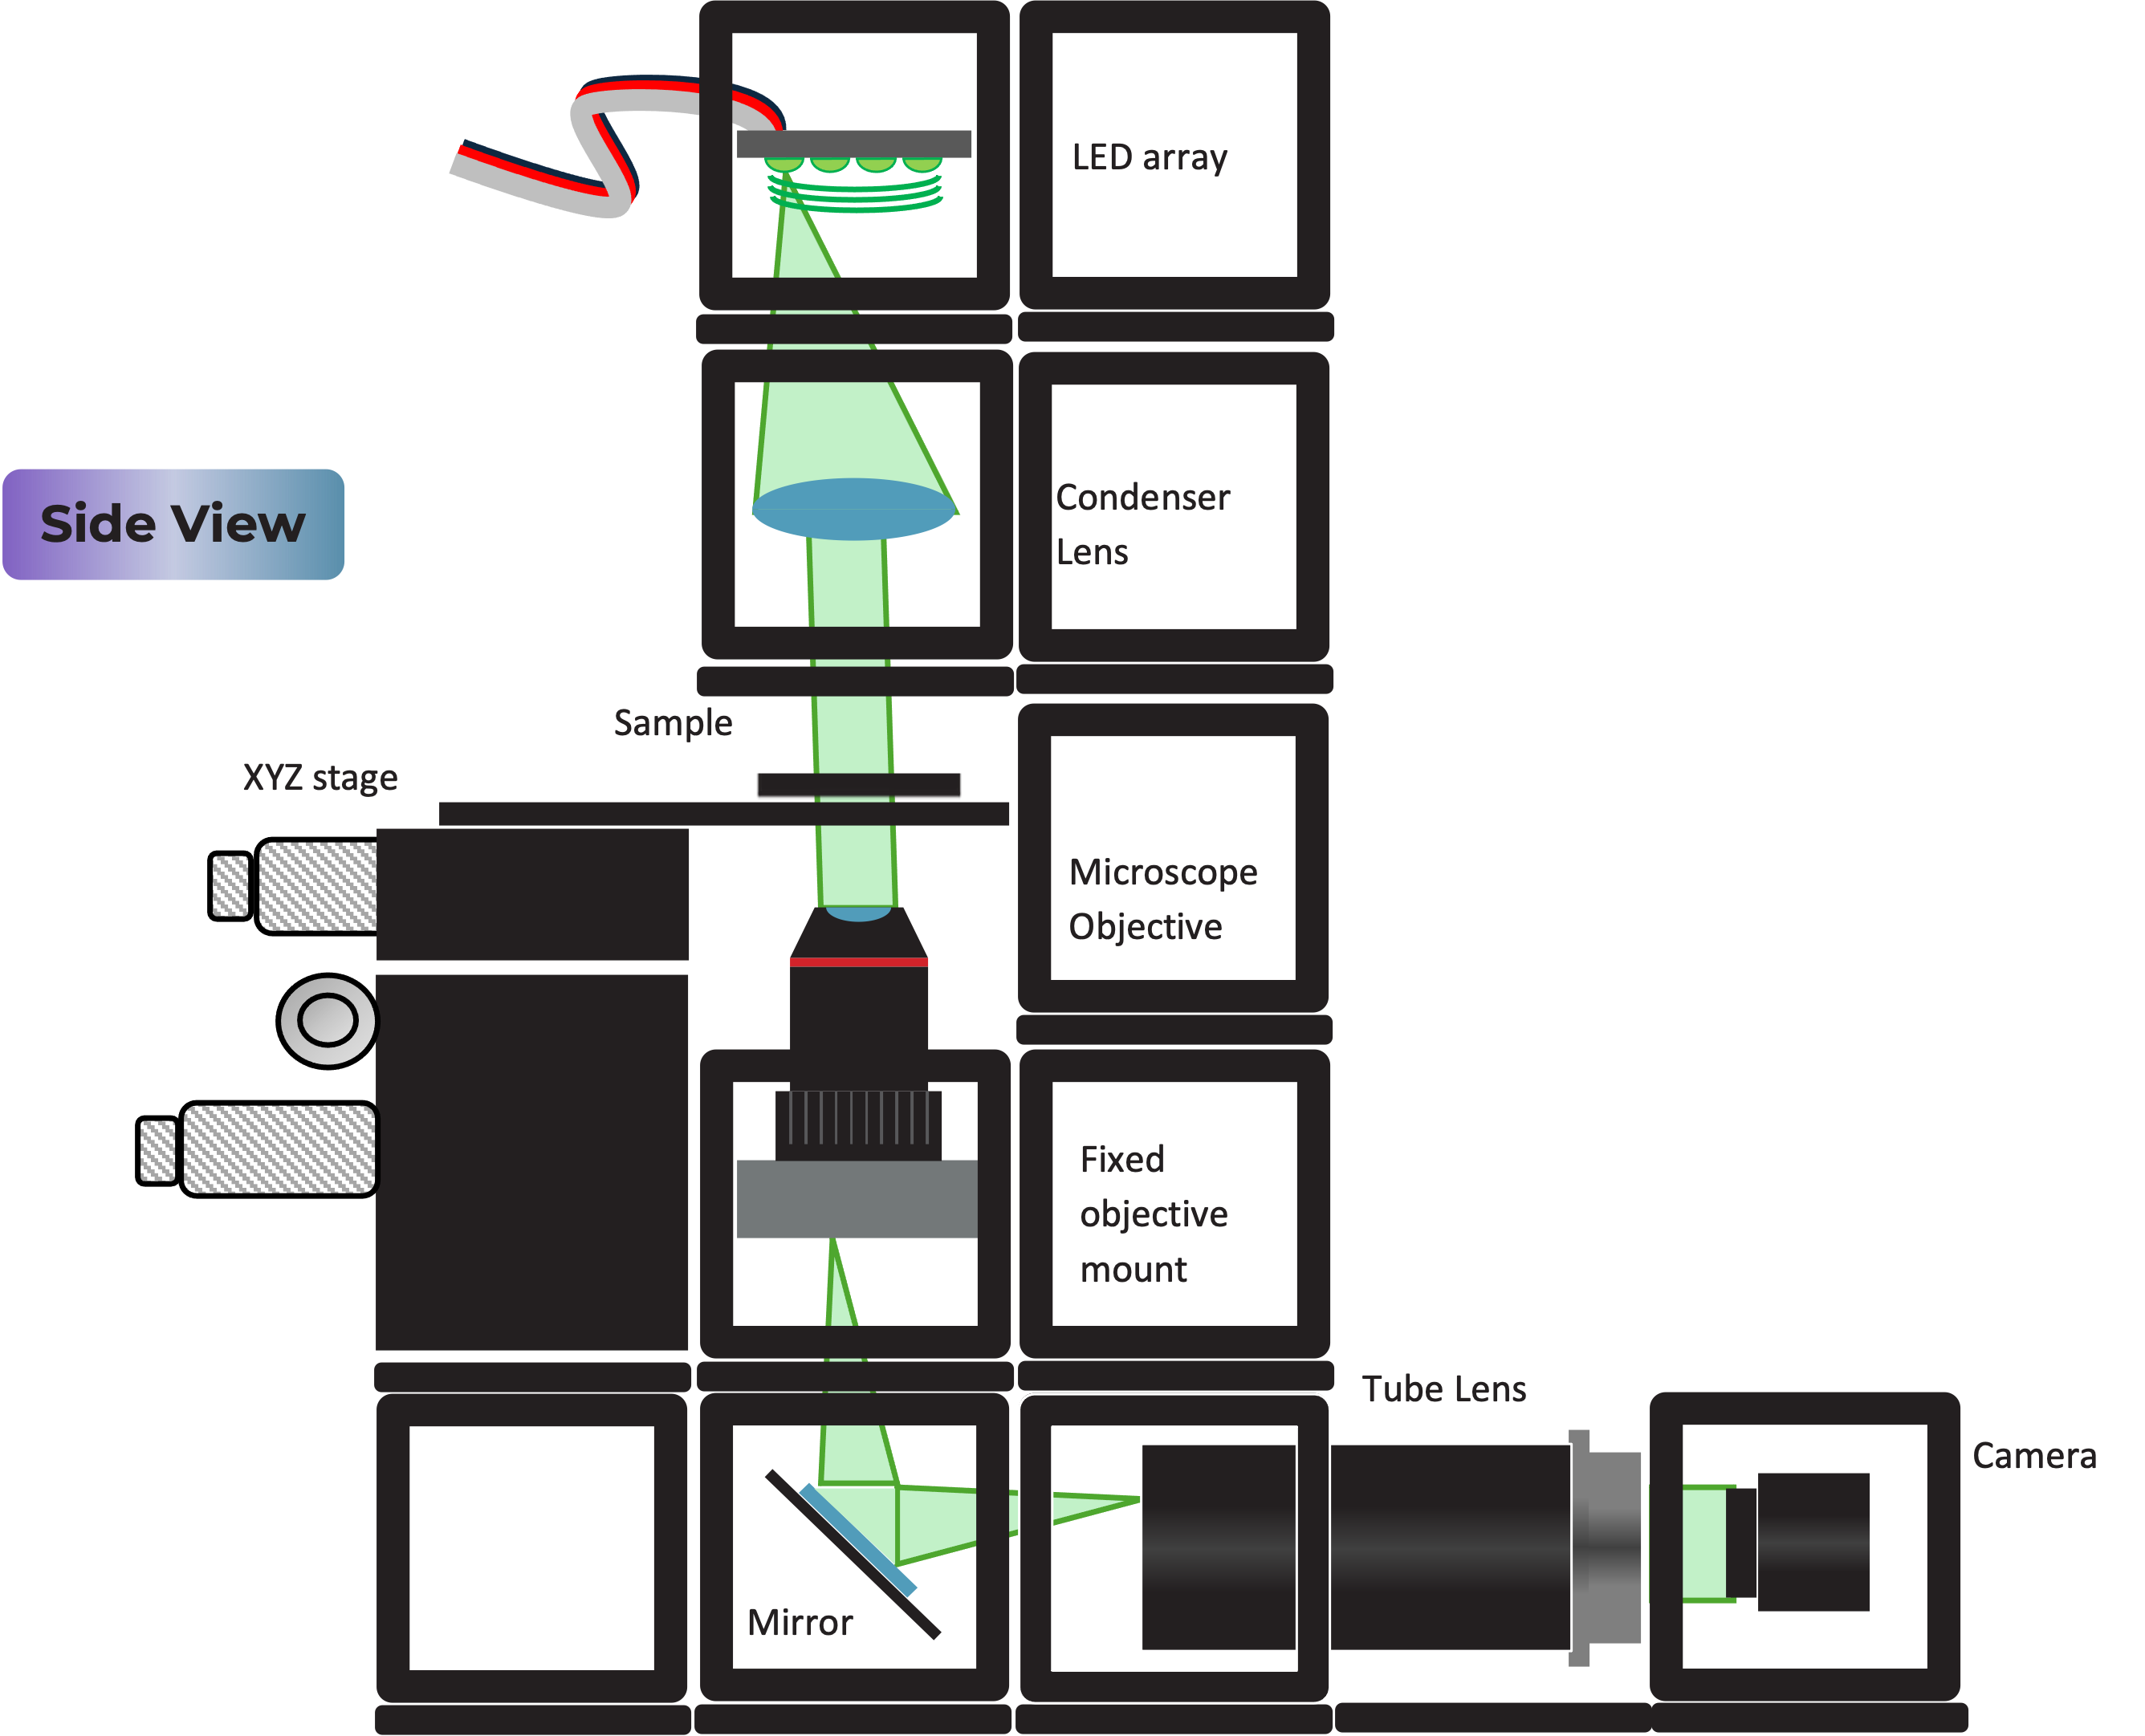 LED array
Side View
Condenser
Lens
Sample
XYZ stage
Microscope
Objective
Fixed
objective
mount
Tube Lens
Camera
Mirror